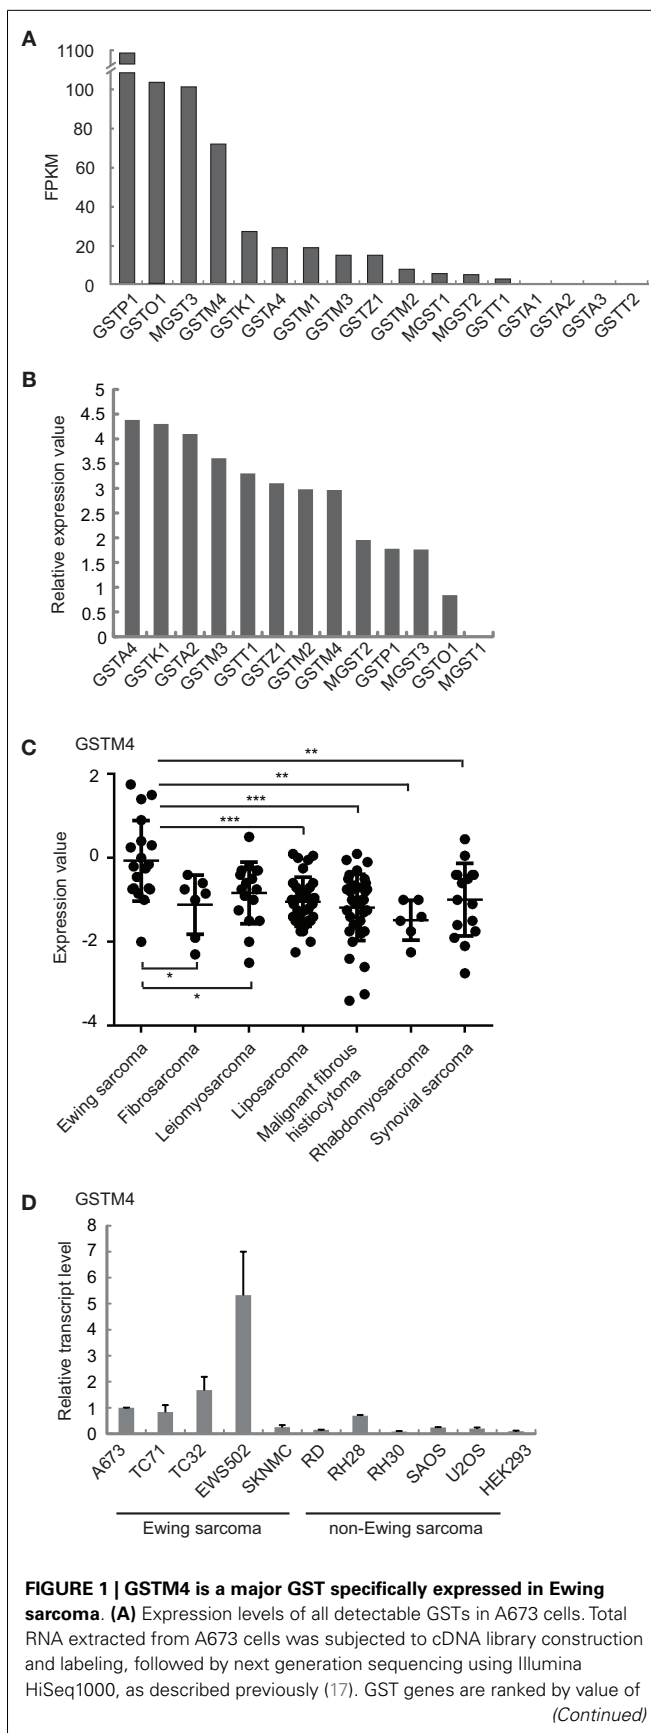 A
1100
100
80
60
40
20
0
FPKM
GSTP1 GSTO1 MGST3 GSTM4 GSTK1 GSTA4 GSTM1 GSTM3 GSTZ1 GSTM2 MGST1 MGST2 GSTT1 GSTA1 GSTA2 GSTA3 GSTT2
B
5
4.5
4
3.5
3
2.5
2
1.5
1
0.5
0
Relative expression value
GSTA4 GSTK1 GSTA2 GSTM3 GSTT1 GSTZ1 GSTM2 GSTM4 MGST2 GSTP1 MGST3 GSTO1 MGST1
C GSTM4
**
**
***
***
2
0
-2
-4
Expression value
*
*
Ewing sarcoma
Fibrosarcoma
Leiomyosarcoma
Liposarcoma
Malignant fibrous
histiocytoma
Rhabdomyosarcoma
Synovial sarcoma
D GSTM4
8
7
6
5
4
3
2
1
0
Relative transcript level
A673 TC71 TC32 EWS502 SKNMC RD RH28 RH30 SAOS U2OS HEK293
Ewing sarcoma non-Ewing sarcoma
FIGURE 1 | GSTM4 is a major GST specifically expressed in Ewing
sarcoma. (A) Expression levels of all detectable GSTs in A673 cells. Total
RNA extracted from A673 cells was subjected to cDNA library construction
and labeling, followed by next generation sequencing using Illumina
HiSeq1000, as described previously (17). GST genes are ranked by value of
(Continued)